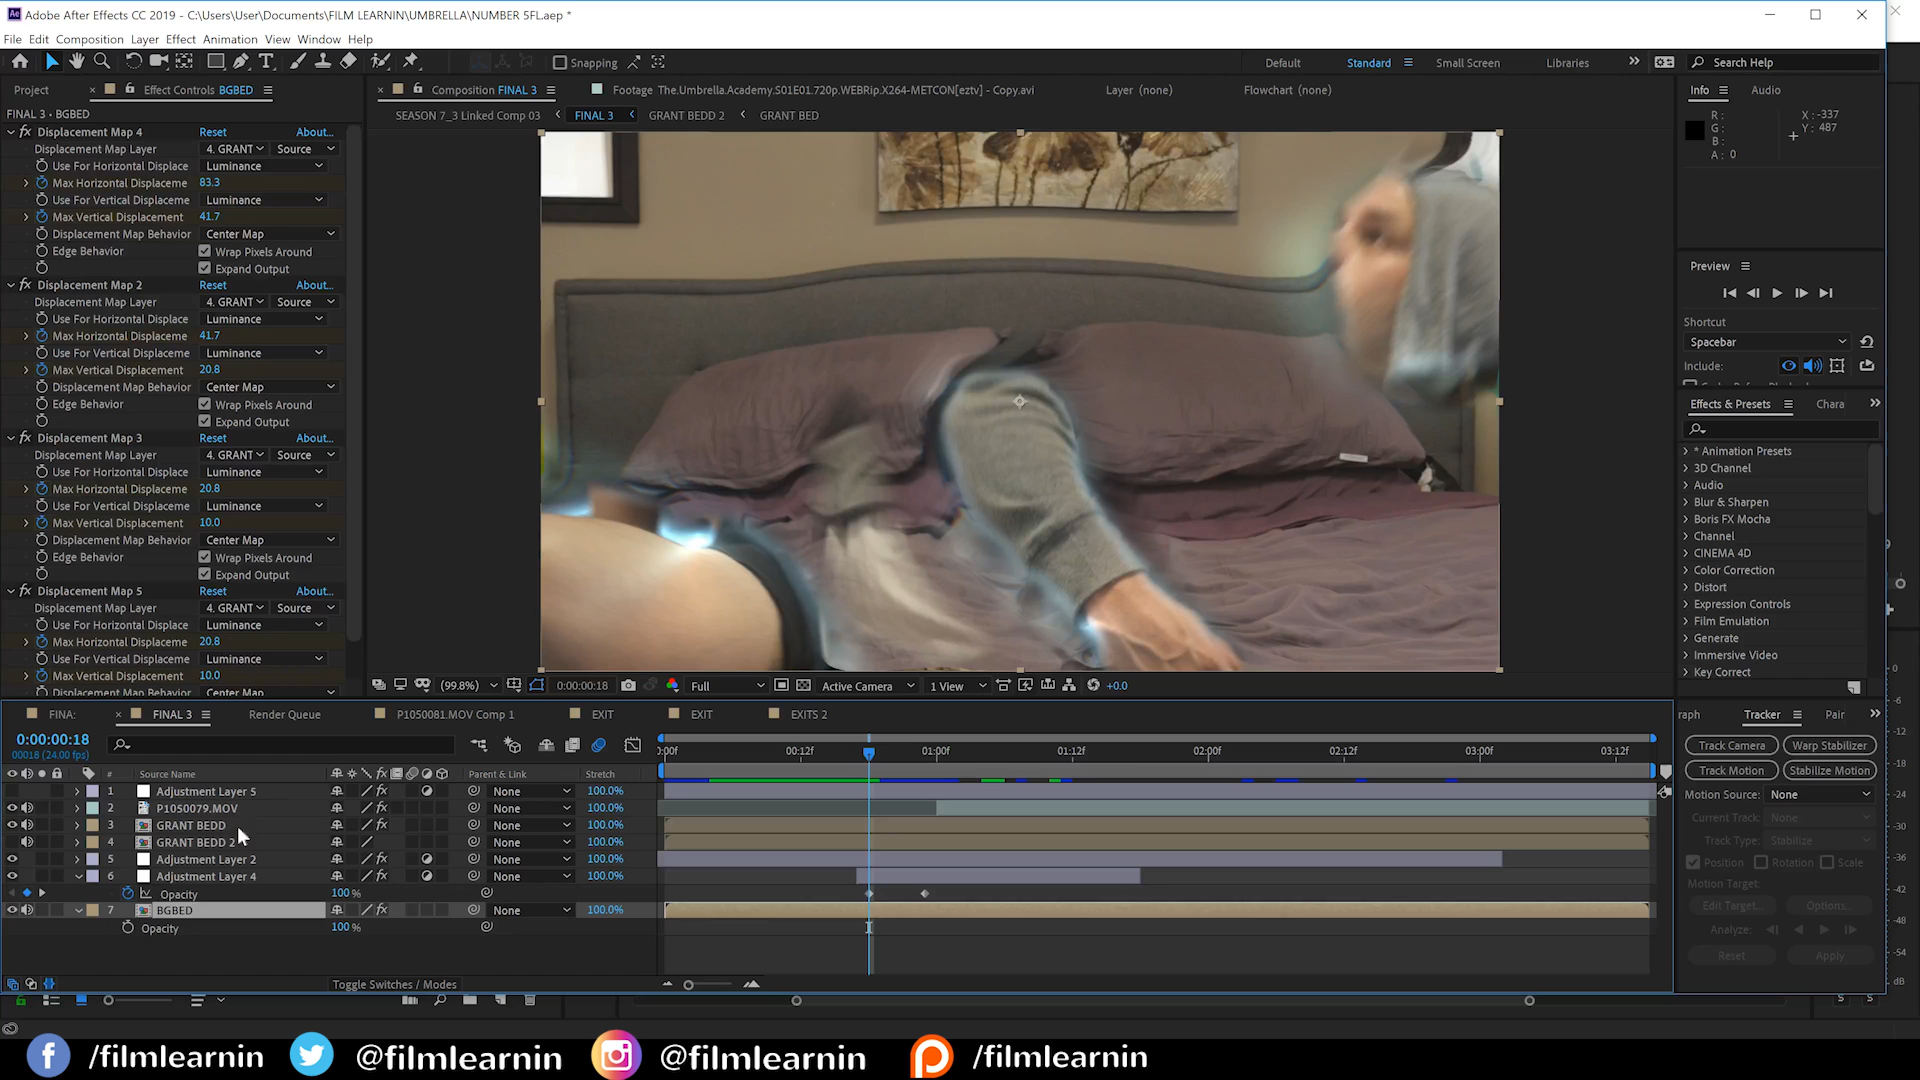 Adobe After Effects CC 2019 - C:\Users\User\Documents\FILM LEARNIN\UMBRELLA\NUMBER 5FL.aep *
File Edit Composition Layer Effect Animation View Window Help
Snapping Default Standard Small Screen Libraries Search Help
Project Effect Controls BGBED Composition FINAL 3 Footage The.Umbrella.Academy.S01E01.720p.WEBRip.X264-METCON[eztv] - Copy.avi Layer (none) Flowchart (none) Info Audio
FINAL 3 • BGBED SEASON 7_3 Linked Comp 03 FINAL 3 GRANT BEDD 2 GRANT BED
R: X: -337
G: Y: 487
B:
A: 0
Displacement Map 4 Reset About...
Displacement Map Layer 4. GRANT Source
Use For Horizontal Displace Luminance
Max Horizontal Displaceme 83.3
Use For Vertical Displaceme Luminance
Max Vertical Displacement 41.7
Displacement Map Behavior Center Map
Edge Behavior Wrap Pixels Around
Expand Output
Displacement Map 2 Reset About...
Displacement Map Layer 4. GRANT Source
Use For Horizontal Displace Luminance
Max Horizontal Displaceme 41.7
Use For Vertical Displaceme Luminance
Max Vertical Displacement 20.8
Displacement Map Behavior Center Map
Edge Behavior Wrap Pixels Around
Expand Output
Displacement Map 3 Reset About...
Displacement Map Layer 4. GRANT Source
Use For Horizontal Displace Luminance
Max Horizontal Displaceme 20.8
Use For Vertical Displaceme Luminance
Max Vertical Displacement 10.0
Displacement Map Behavior Center Map
Edge Behavior Wrap Pixels Around
Expand Output
Displacement Map 5 Reset About...
Displacement Map Layer 4. GRANT Source
Use For Horizontal Displace Luminance
Max Horizontal Displaceme 20.8
Use For Vertical Displaceme Luminance
Max Vertical Displacement 10.0
Displacement Map Behavior Center Map
Preview
Shortcut
Spacebar
Include:
Effects & Presets Chara
* Animation Presets
3D Channel
Audio
Blur & Sharpen
Boris FX Mocha
Channel
CINEMA 4D
Color Correction
Distort
Expression Controls
Film Emulation
Generate
Immersive Video
Key Correct
(99.8%) 0:00:00:18 Full Active Camera 1 View +0.0
FINA: FINAL 3 Render Queue P1050081.MOV Comp 1 EXIT EXIT EXITS 2
0:00:00:18
00018 (24.00 fps)
:00f 00:12f 01:00f 01:12f 02:00f 02:12f 03:00f 03:12f
# Source Name Parent & Link Stretch
1 Adjustment Layer 5 None 100.0%
2 P1050079.MOV None 100.0%
3 GRANT BEDD None 100.0%
4 GRANT BEDD 2 None 100.0%
5 Adjustment Layer 2 None 100.0%
6 Adjustment Layer 4 None 100.0%
Opacity 100 %
7 BGBED None 100.0%
Opacity 100 %
Toggle Switches / Modes
raph Tracker Pair
Track Camera Warp Stabilizer
Track Motion Stabilize Motion
Motion Source: None
Current Track: None
Track Type: Stabilize
Position Rotation Scale
Motion Target:
Edit Target... Options...
Analyze:
Reset Apply
0
-6
-12
-18
-24
-30
-36
-42
-48
-54
dB
S S
/filmlearnin @filmlearnin @filmlearnin /filmlearnin